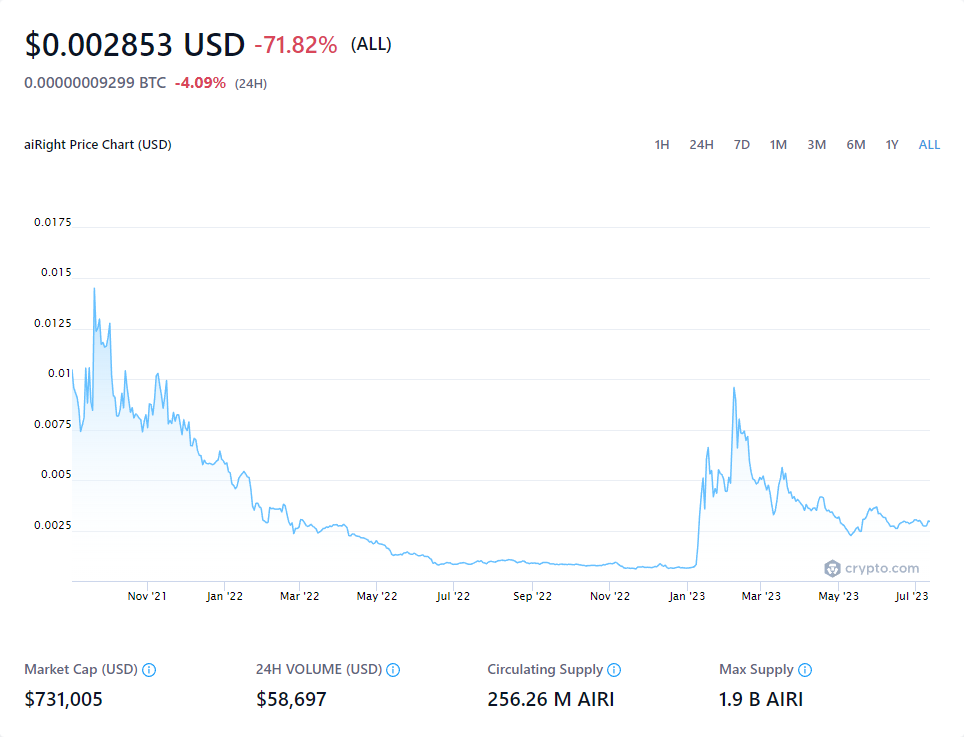 $0.002853 USD -71.82% (ALL)
0.00000009299 BTC -4.09% (24H)
aiRight Price Chart (USD) 1H 24H 7D 1M 3M 6M 1Y ALL
0.0175
0.015
0.0125
0.01
0.0075
0.005
0.0025
crypto.com
Nov '21 Jan '22 Mar '22 May '22 Jul '22 Sep '22 Nov '22 Jan '23 Mar '23 May '23 Jul '23
Market Cap (USD) 24H VOLUME (USD) Circulating Supply Max Supply
$731,005 $58,697 256.26 M AIRI 1.9 B AIRI